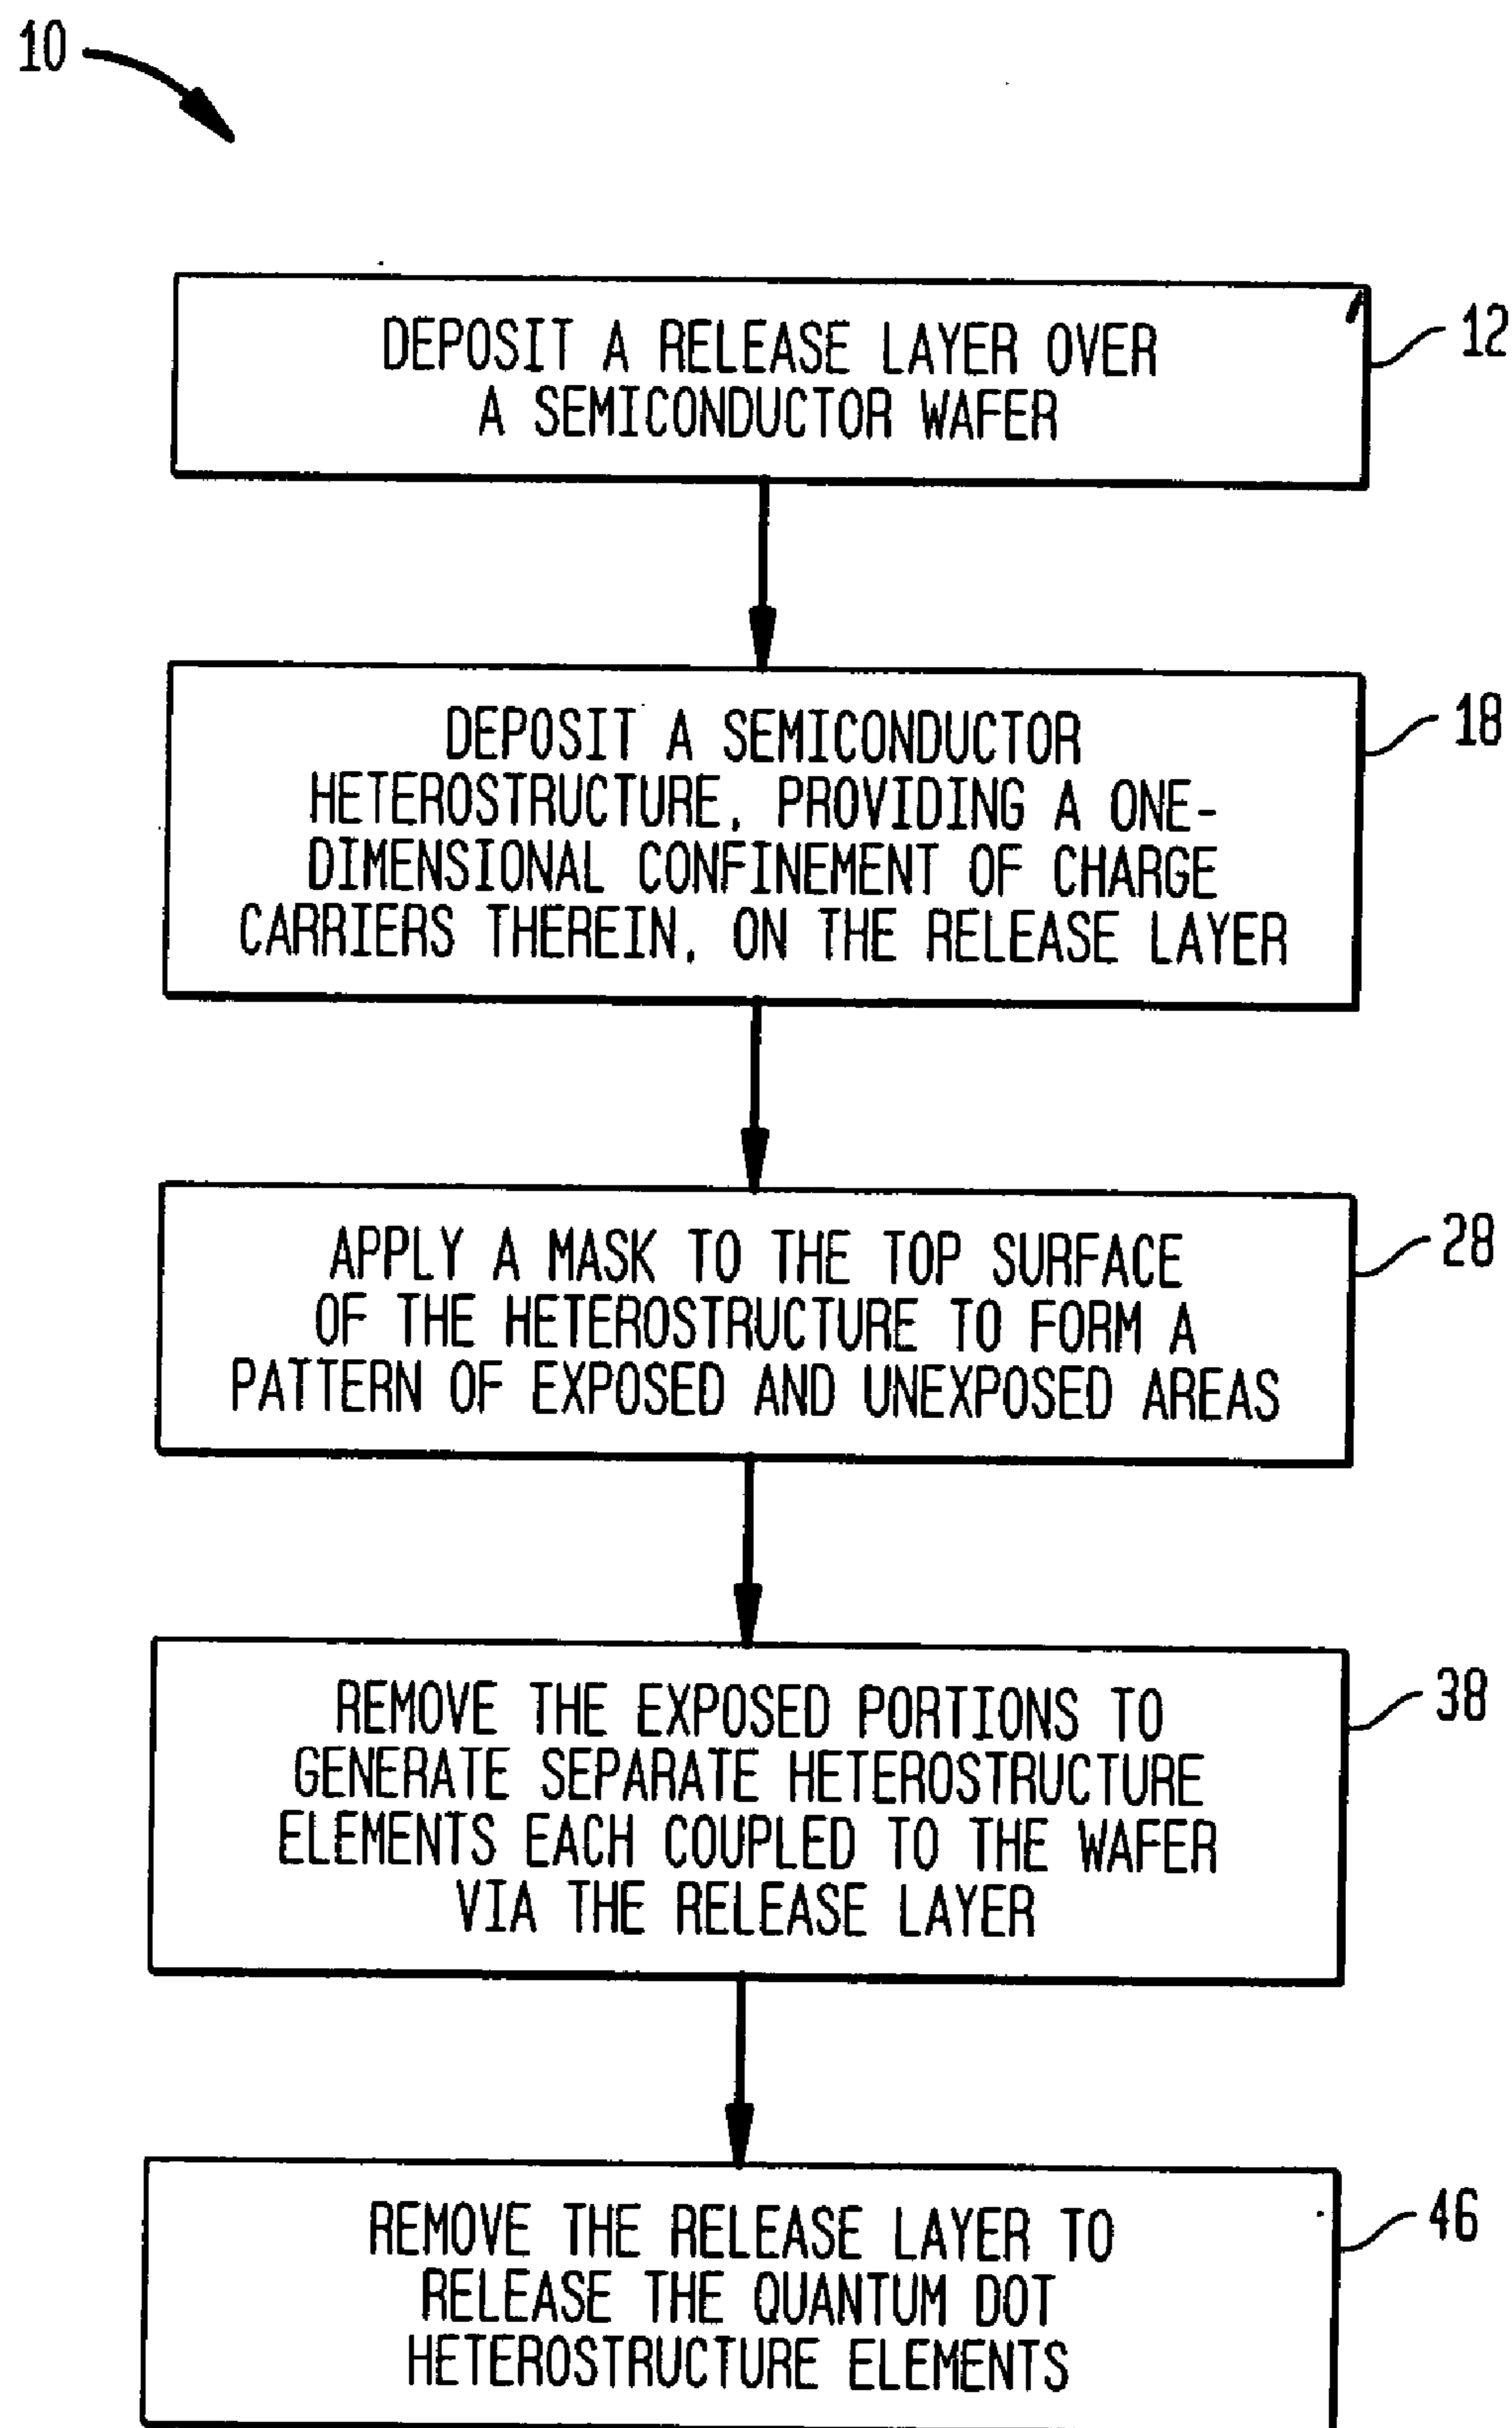 10
DEPOSIT A RELEASE LAYER OVER
A SEMICONDUCTOR WAFER
12
DEPOSIT A SEMICONDUCTOR
HETEROSTRUCTURE, PROVIDING A ONE-
DIMENSIONAL CONFINEMENT OF CHARGE
CARRIERS THEREIN, ON THE RELEASE LAYER
18
APPLY A MASK TO THE TOP SURFACE
OF THE HETEROSTRUCTURE TO FORM A
PATTERN OF EXPOSED AND UNEXPOSED AREAS
28
REMOVE THE EXPOSED PORTIONS TO
GENERATE SEPARATE HETEROSTRUCTURE
ELEMENTS EACH COUPLED TO THE WAFER
VIA THE RELEASE LAYER
38
REMOVE THE RELEASE LAYER TO
RELEASE THE QUANTUM DOT
HETEROSTRUCTURE ELEMENTS
46